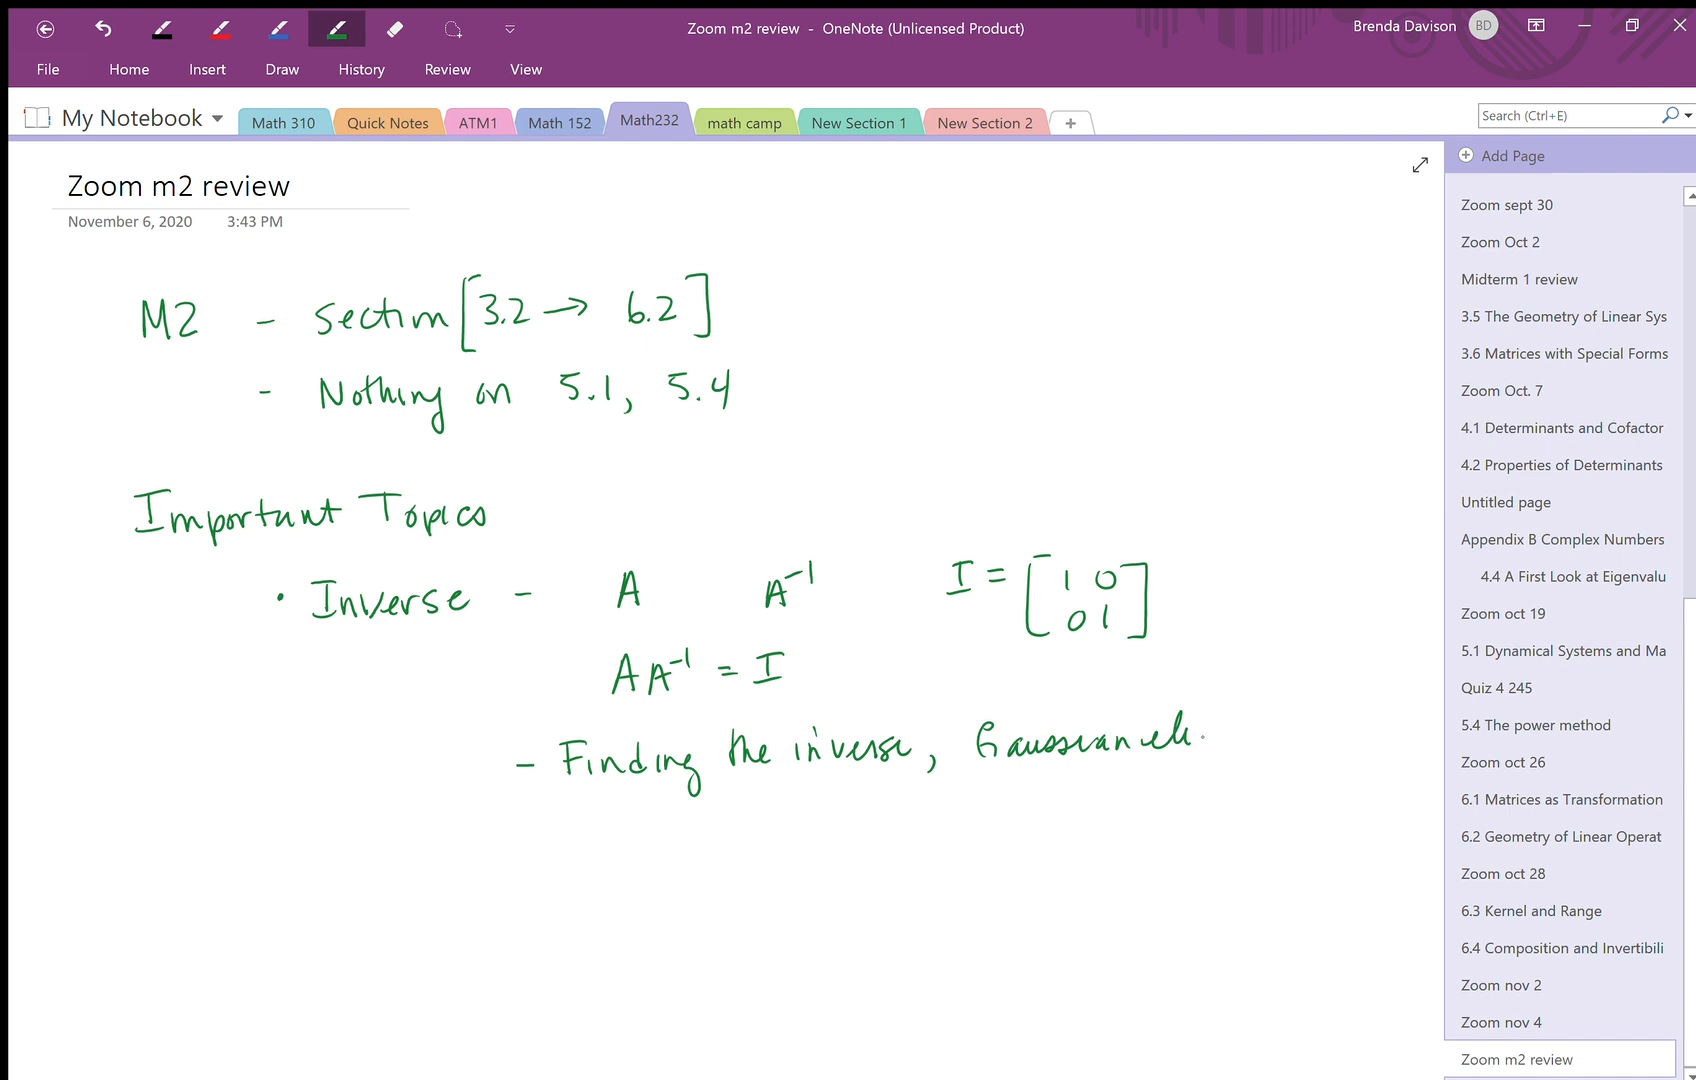 Zoom m2 review - OneNote (Unlicensed Product)
Brenda Davison BD
File Home Insert Draw History Review View
My Notebook
Math 310 Quick Notes ATM1 Math 152 Math232 math camp New Section 1 New Section 2 +
Search (Ctrl+E)
Zoom m2 review
November 6, 2020 3:43 PM
M2 - Section [3.2 → 6.2]
- Nothing on 5.1, 5.4
Important Topics
• Inverse - A A⁻¹ I = [1 0
0 1]
A A⁻¹ = I
- Finding the inverse, Gaussian eli.
Add Page
Zoom sept 30
Zoom Oct 2
Midterm 1 review
3.5 The Geometry of Linear Sys
3.6 Matrices with Special Forms
Zoom Oct. 7
4.1 Determinants and Cofactor
4.2 Properties of Determinants
Untitled page
Appendix B Complex Numbers
4.4 A First Look at Eigenvalu
Zoom oct 19
5.1 Dynamical Systems and Ma
Quiz 4 245
5.4 The power method
Zoom oct 26
6.1 Matrices as Transformation
6.2 Geometry of Linear Operat
Zoom oct 28
6.3 Kernel and Range
6.4 Composition and Invertibili
Zoom nov 2
Zoom nov 4
Zoom m2 review